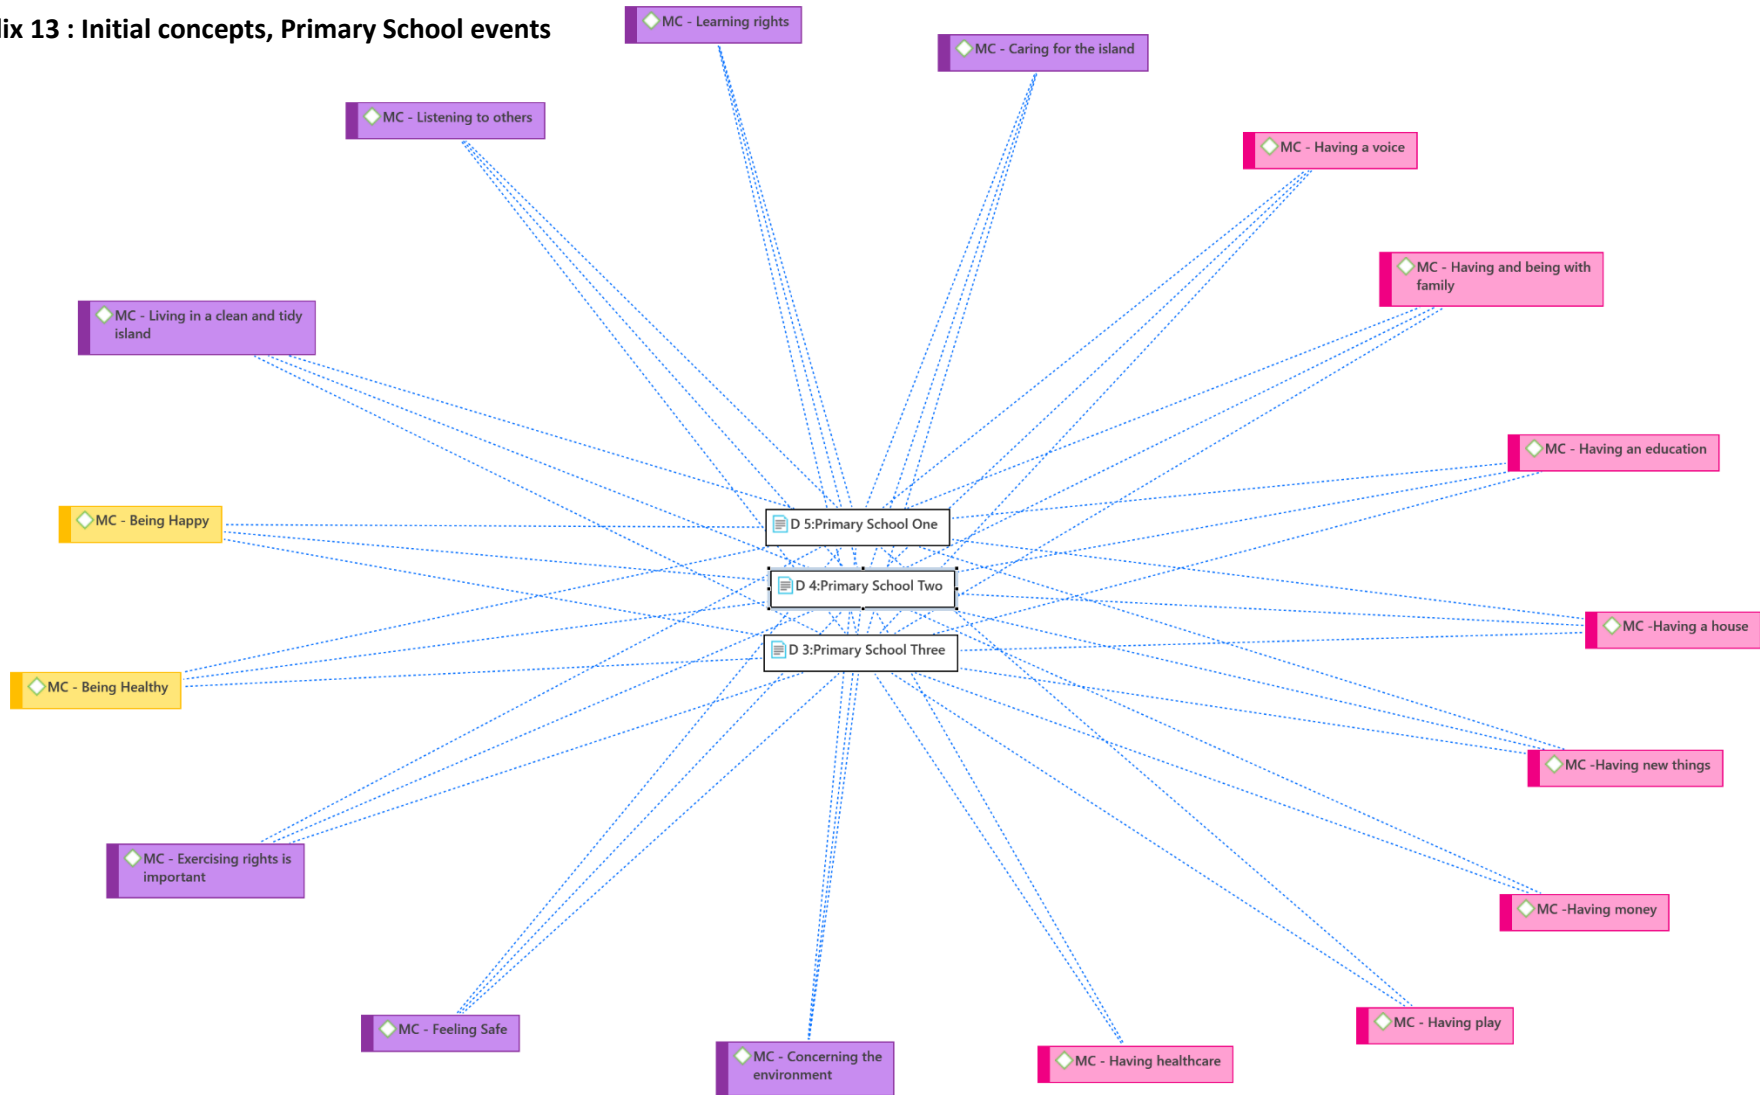 lix 13 : Initial concepts, Primary School events
MC - Learning rights
MC - Caring for the island
MC - Listening to others
MC - Having a voice
MC - Having and being with
family
MC - Living in a clean and tidy
island
MC - Having an education
MC - Being Happy
D 5:Primary School One
D 4:Primary School Two
MC -Having a house
D 3:Primary School Three
MC - Being Healthy
MC -Having new things
MC - Exercising rights is
important
MC -Having money
MC - Feeling Safe
MC - Having play
MC - Concerning the
environment
MC - Having healthcare